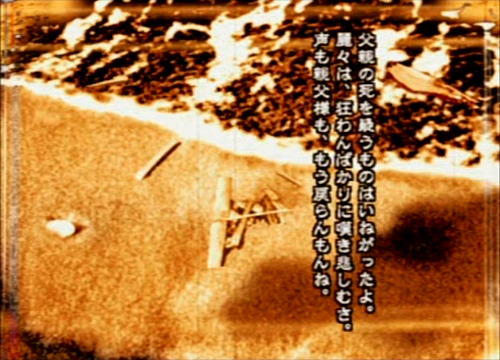 父親の死を疑うものはいねがったよ。
麗々は、狂わんばかりに嘆き悲しむさ。
声も親父様も、もう戻らんもんね。